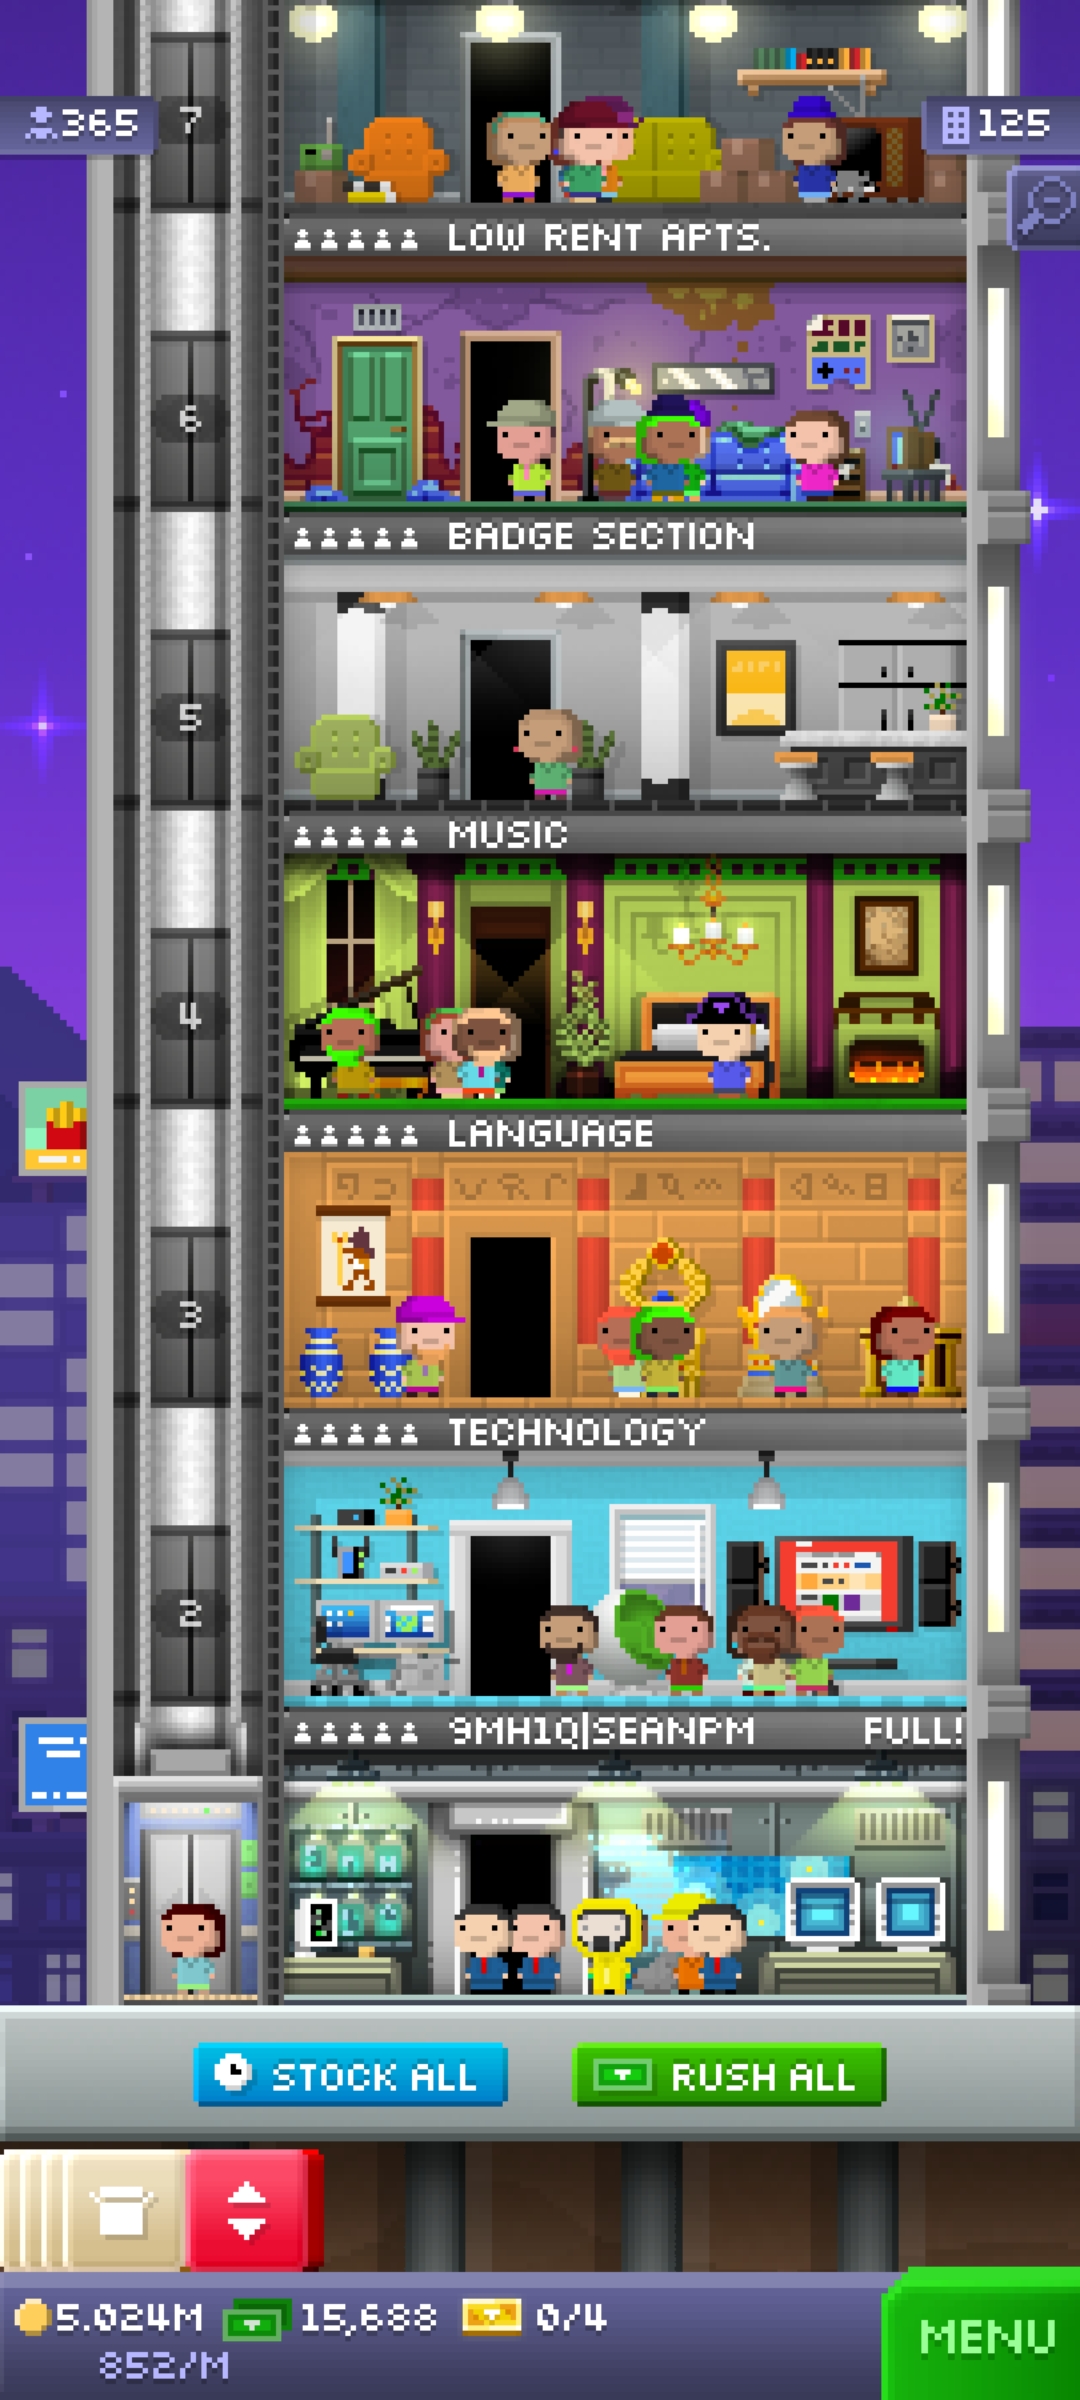 365
7
125
LOW RENT APTS.
6
BADGE SECTION
5
MUSIC
4
LANGUAGE
3
TECHNOLOGY
2
9MH1Q|SEANPM FULL!
STOCK ALL
RUSH ALL
5.024M 15,688 0/4
852/M
MENU